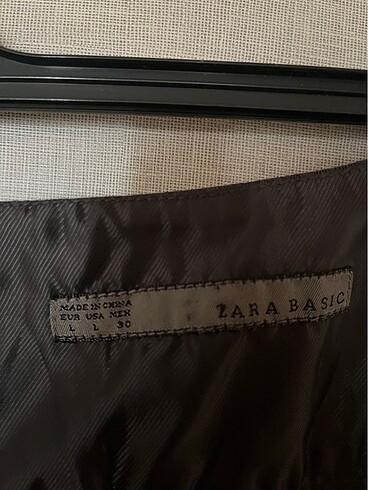 MADE IN CHINA
EUR USA MEX
L L 30
ZARA BASIC